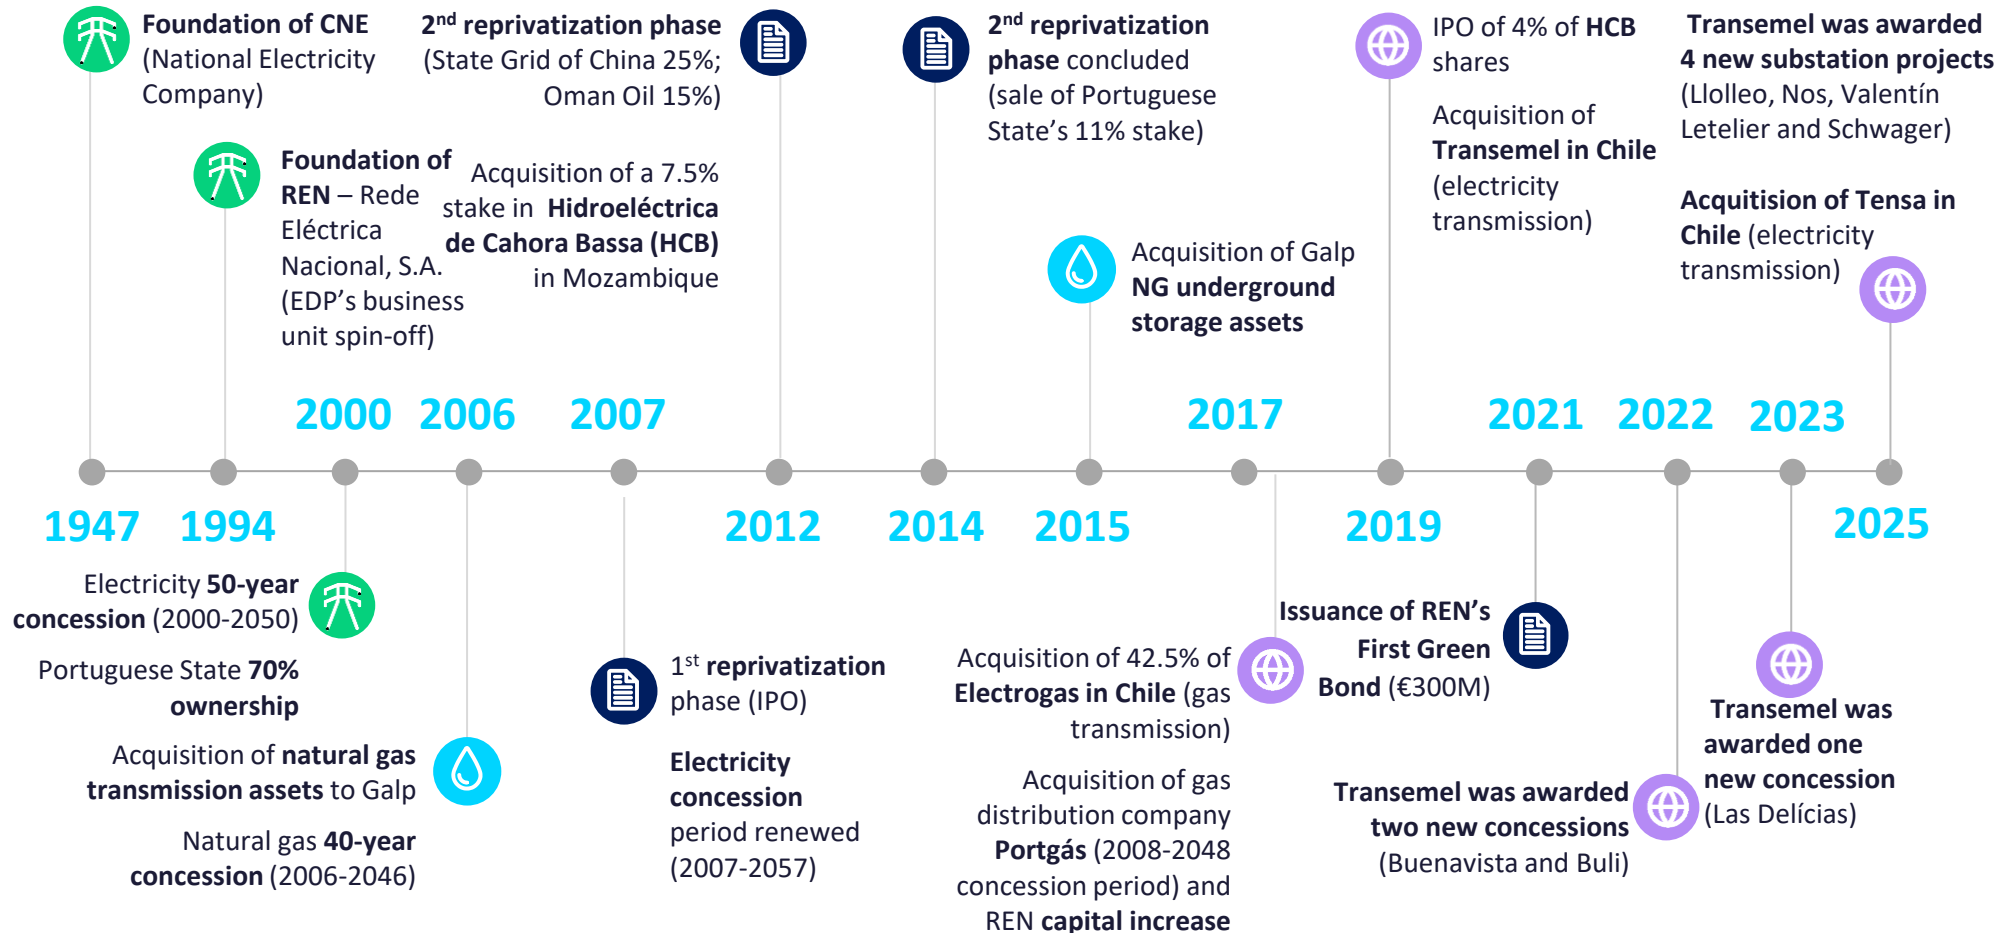 Foundation of CNE
(National Electricity
Company)
Foundation of
REN – Rede
Eléctrica
Nacional, S.A.
(EDP's business
unit spin-off)
2nd reprivatization phase
(State Grid of China 25%;
Oman Oil 15%)
Acquisition of a 7.5%
stake in Hidroeléctrica
de Cahora Bassa (HCB)
in Mozambique
2nd reprivatization
phase concluded
(sale of Portuguese
State's 11% stake)
Acquisition of Galp
NG underground
storage assets
IPO of 4% of HCB
shares
Acquisition of
Transemel in Chile
(electricity
transmission)
Transemel was awarded
4 new substation projects
(Llolleo, Nos, Valentín
Letelier and Schwager)
Acquitision of Tensa in
Chile (electricity
transmission)
2000 2006 2007 2017 2021 2022 2023
1947 1994 2012 2014 2015 2019 2025
Electricity 50-year
concession (2000-2050)
Portuguese State 70%
ownership
Acquisition of natural gas
transmission assets to Galp
Natural gas 40-year
concession (2006-2046)
1st reprivatization
phase (IPO)
Electricity
concession
period renewed
(2007-2057)
Acquisition of 42.5% of
Electrogas in Chile (gas
transmission)
Acquisition of gas
distribution company
Portgás (2008-2048
concession period) and
REN capital increase
Issuance of REN's
First Green
Bond (€300M)
Transemel was awarded
two new concessions
(Buenavista and Buli)
Transemel was
awarded one
new concession
(Las Delícias)